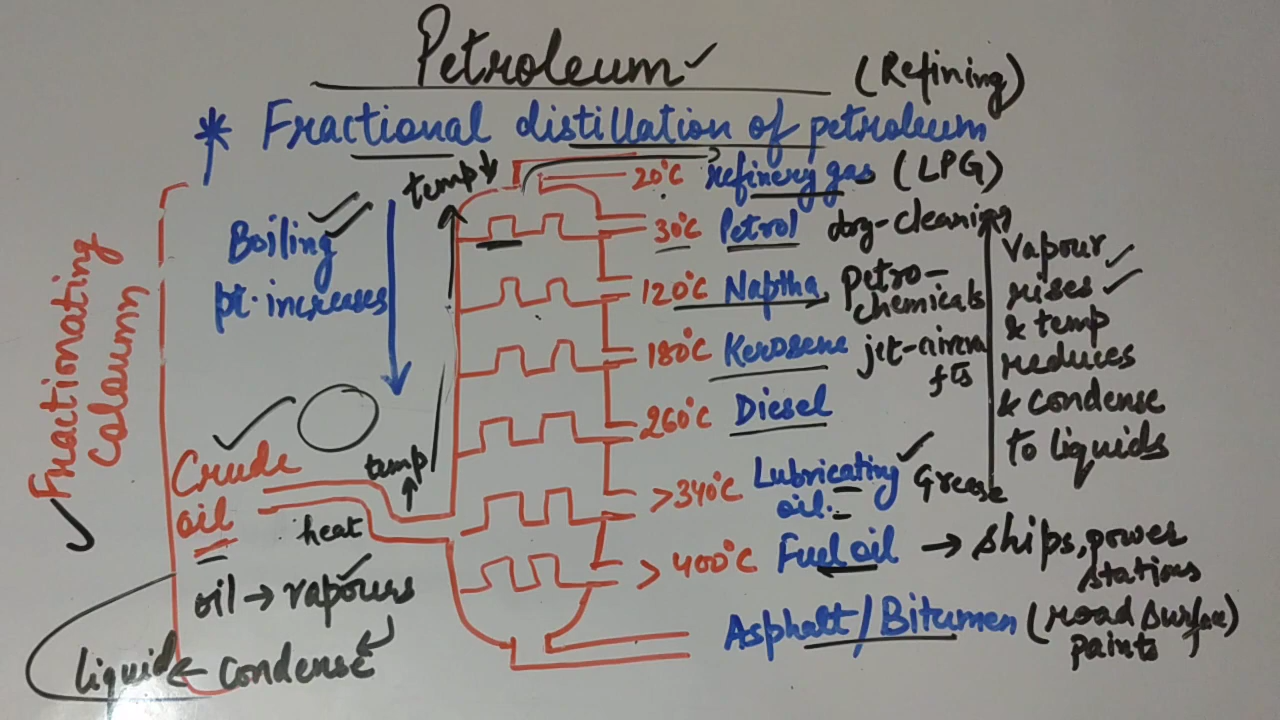 Petroleum
(Refining)
* Fractional distillation of petroleum
temp↓
20°C refinery gas (LPG)
30°C Petrol dry-cleaning
120°C Naptha petro-
chemicals
180°C Kerosene jet-aircra
fts
260°C Diesel
>340°C Lubricating Grease
oil.
>400°C Fuel oil → ships, power
stations
Asphalt/Bitumen (road surface)
paints
Vapour
rises
& temp
reduces
& condense
to liquids
Boiling
pt. increases
Fractionating
Coloumn
Crude
oil
temp
↑
heat
oil → vapours
liquid ← condense